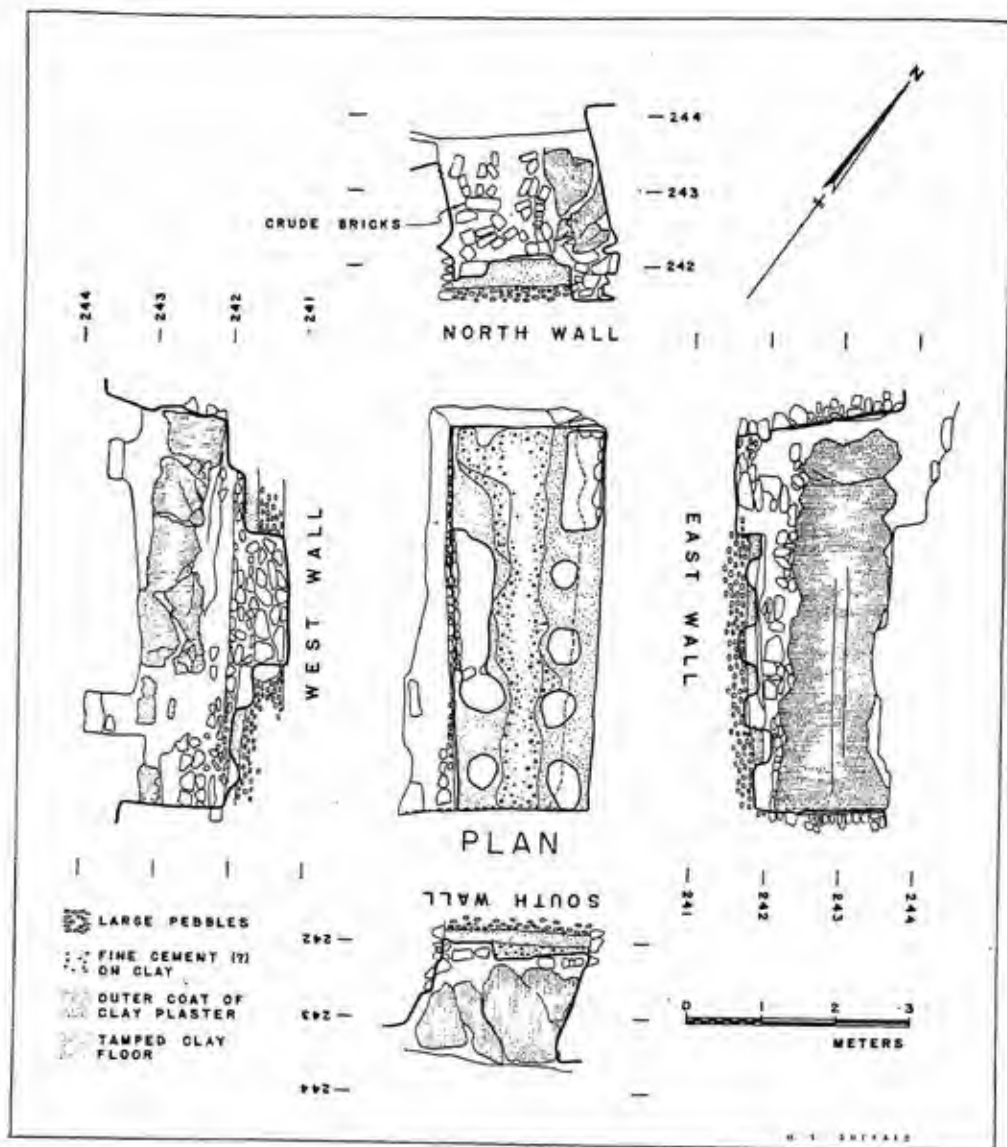 N
244
243
242
CRUDE BRICKS
NORTH WALL
244
243
242
241
WEST WALL
EAST WALL
PLAN
SOUTH WALL
242
243
244
241
242
243
244
LARGE PEBBLES
FINE CEMENT (?)
ON CLAY
OUTER COAT OF
CLAY PLASTER
TAMPED CLAY
FLOOR
0 1 2 3
METERS